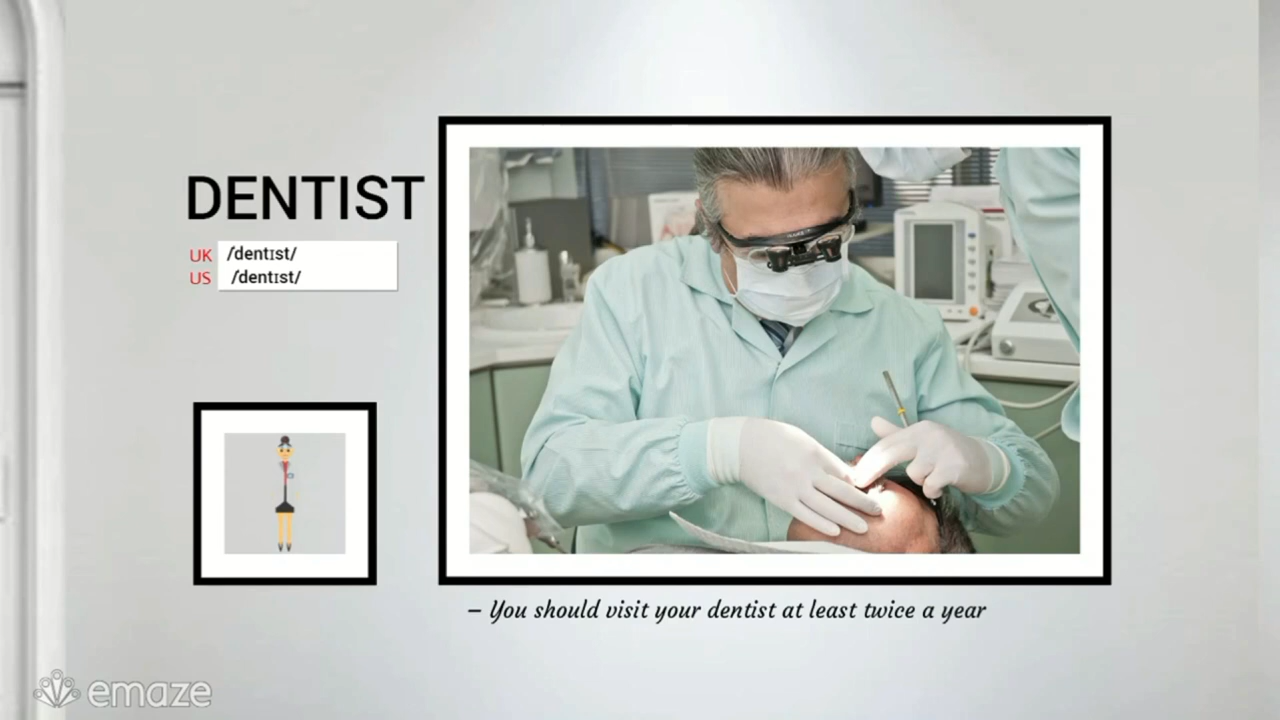 DENTIST
UK /dentɪst/
US /dentɪst/
– You should visit your dentist at least twice a year
emaze